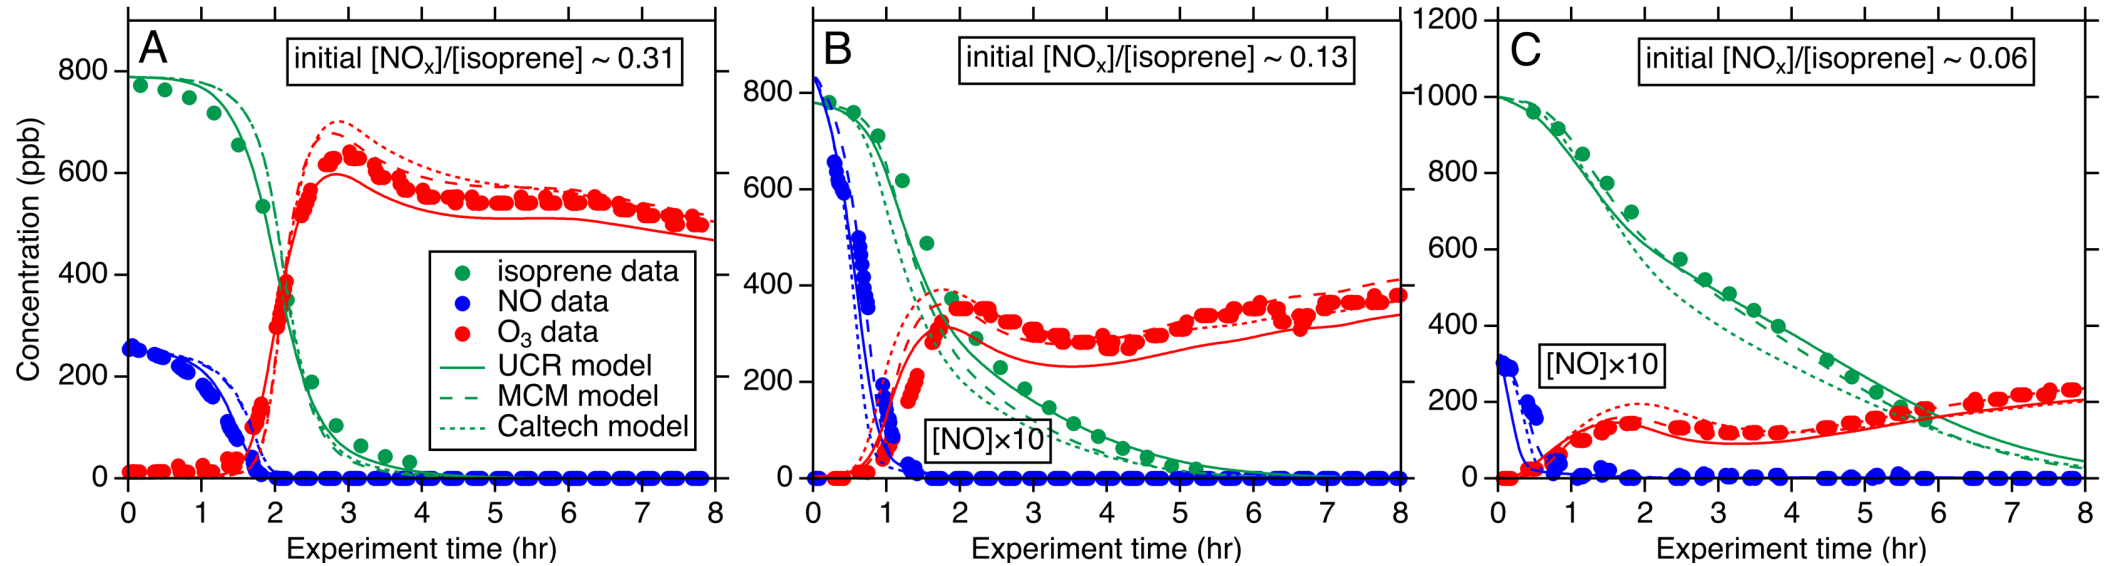 A
initial [NOx]/[isoprene] ~ 0.31
Concentration (ppb)
800
600
400
200
0
isoprene data
NO data
O3 data
UCR model
MCM model
Caltech model
0 1 2 3 4 5 6 7 8
Experiment time (hr)
B
initial [NOx]/[isoprene] ~ 0.13
800
600
400
200
0
[NO]×10
0 1 2 3 4 5 6 7 8
Experiment time (hr)
C
initial [NOx]/[isoprene] ~ 0.06
1200
1000
800
600
400
200
0
[NO]×10
0 1 2 3 4 5 6 7 8
Experiment time (hr)